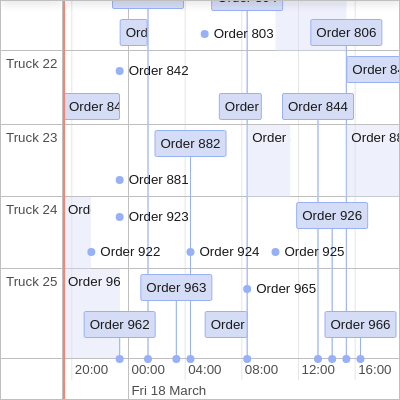 Ord
Order 803
Order 806
Truck 22
Order 842
Order 84
Order 84
Order
Order 844
Truck 23
Order 882
Order
Order 88
Order 881
Truck 24
Ord
Order 923
Order 926
Order 922
Order 924
Order 925
Truck 25
Order 96
Order 963
Order 965
Order 962
Order
Order 966
20:00
00:00
04:00
08:00
12:00
16:00
Fri 18 March